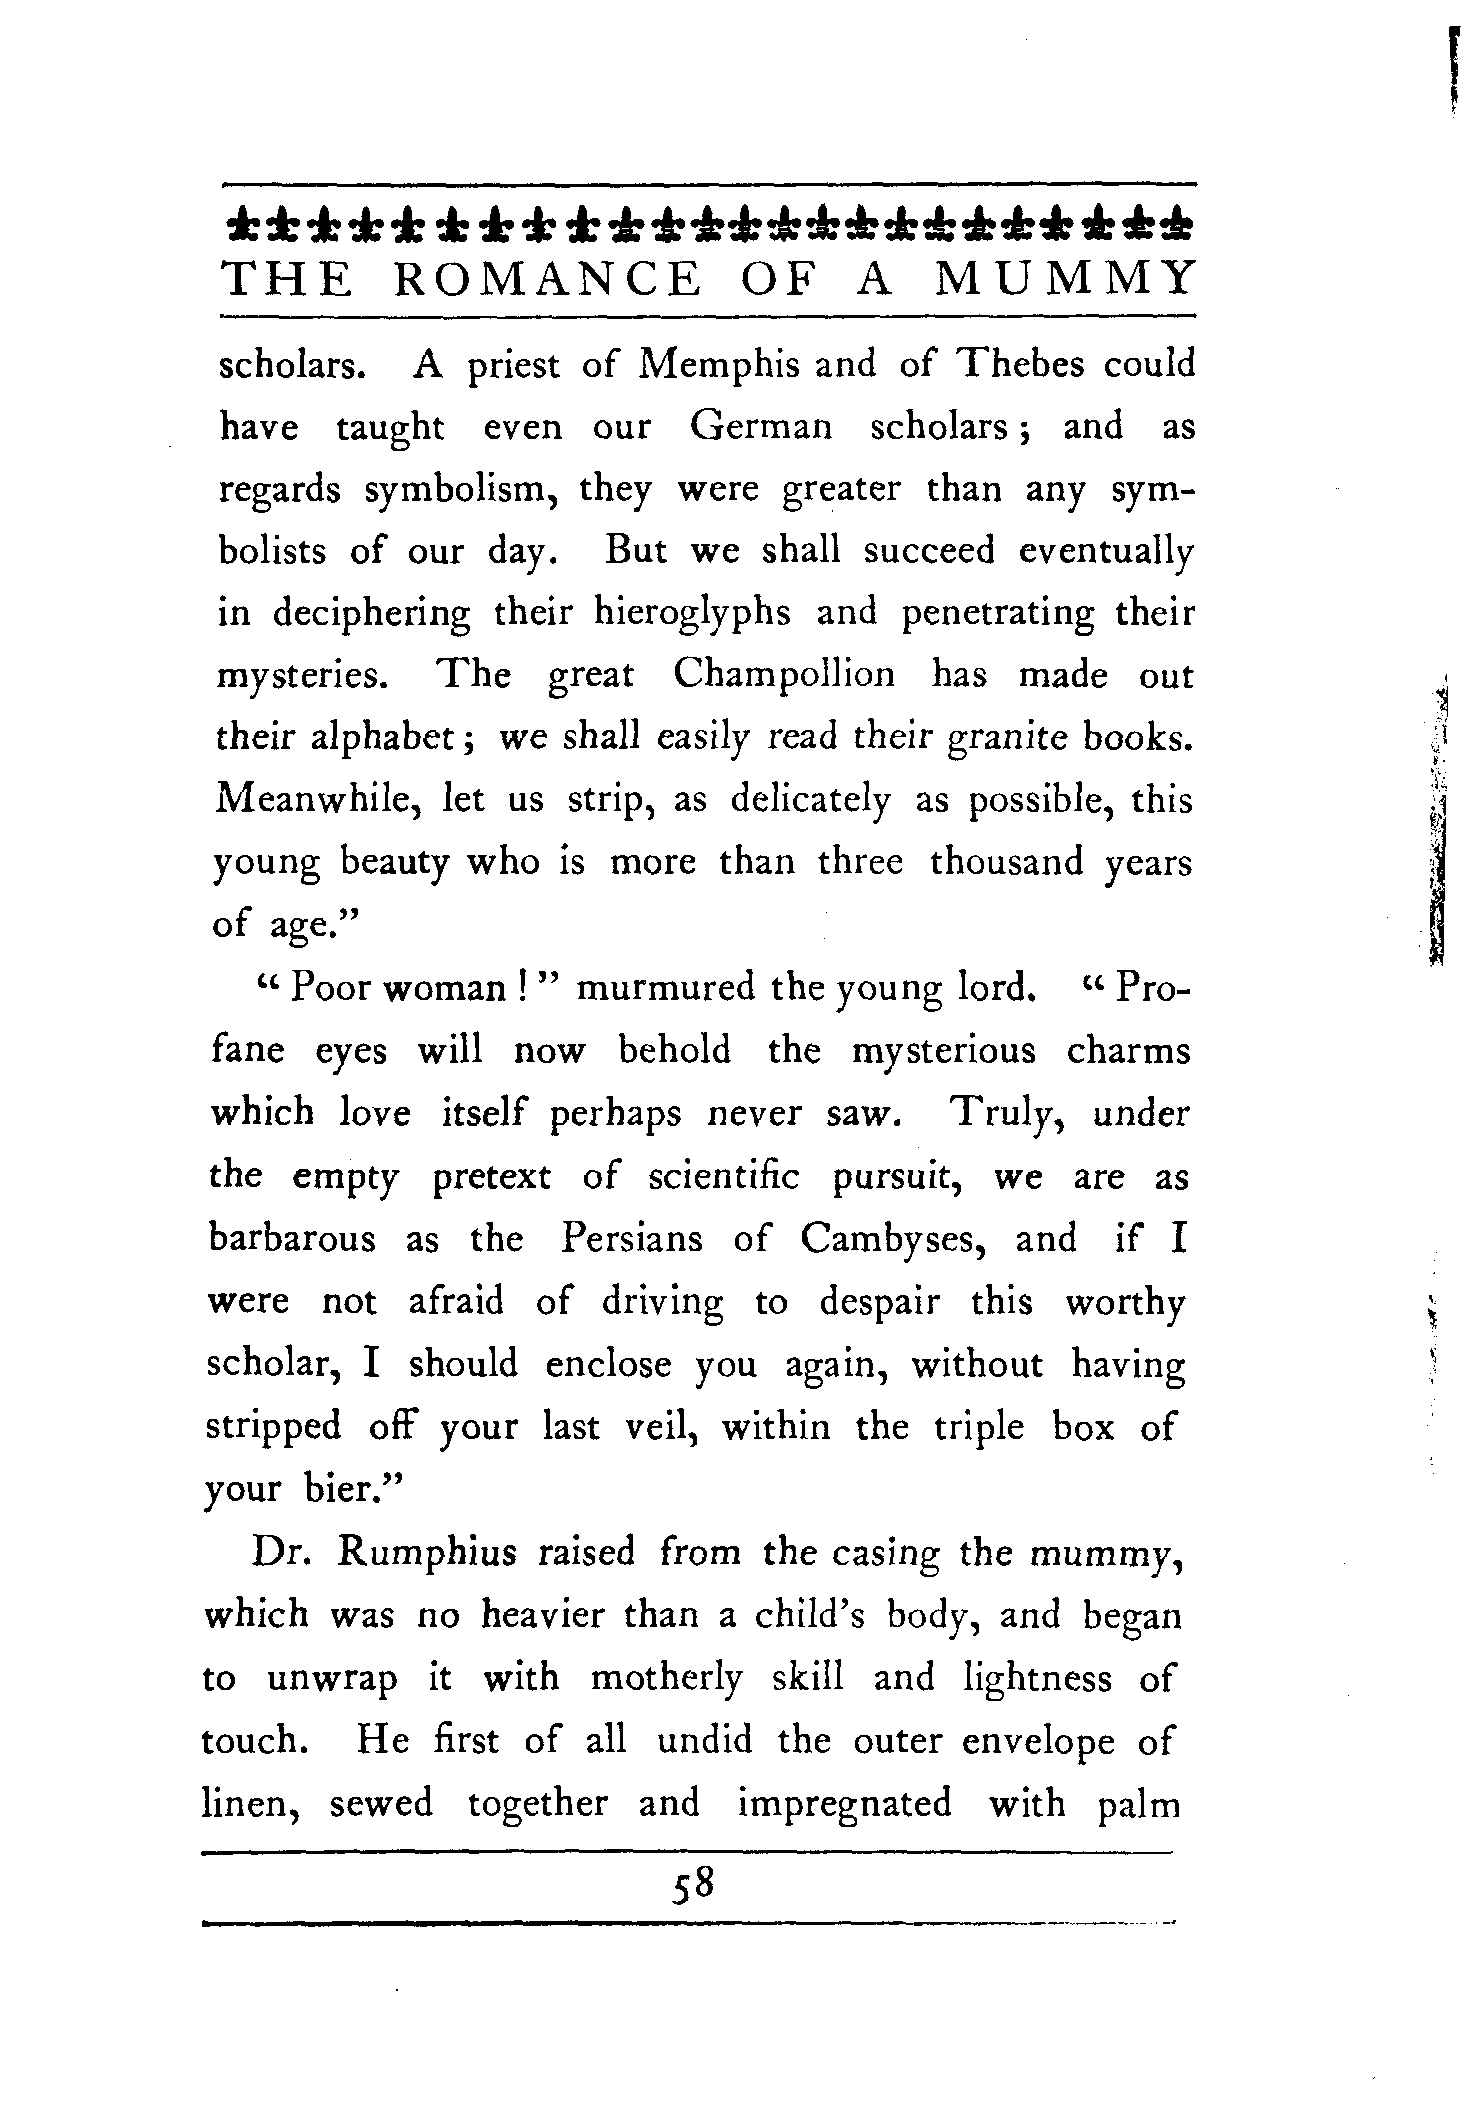 THE ROMANCE OF A MUMMY
scholars. A priest of Memphis and of Thebes could
have taught even our German scholars ; and as
regards symbolism, they were greater than any sym-
bolists of our day. But we shall succeed eventually
in deciphering their hieroglyphs and penetrating their
mysteries. The great Champollion has made out
their alphabet ; we shall easily read their granite books.
Meanwhile, let us strip, as delicately as possible, this
young beauty who is more than three thousand years
of age.”
“ Poor woman ! ” murmured the young lord. “ Pro-
fane eyes will now behold the mysterious charms
which love itself perhaps never saw. Truly, under
the empty pretext of scientific pursuit, we are as
barbarous as the Persians of Cambyses, and if I
were not afraid of driving to despair this worthy
scholar, I should enclose you again, without having
stripped off your last veil, within the triple box of
your bier.”
Dr. Rumphius raised from the casing the mummy,
which was no heavier than a child’s body, and began
to unwrap it with motherly skill and lightness of
touch. He first of all undid the outer envelope of
linen, sewed together and impregnated with palm
58